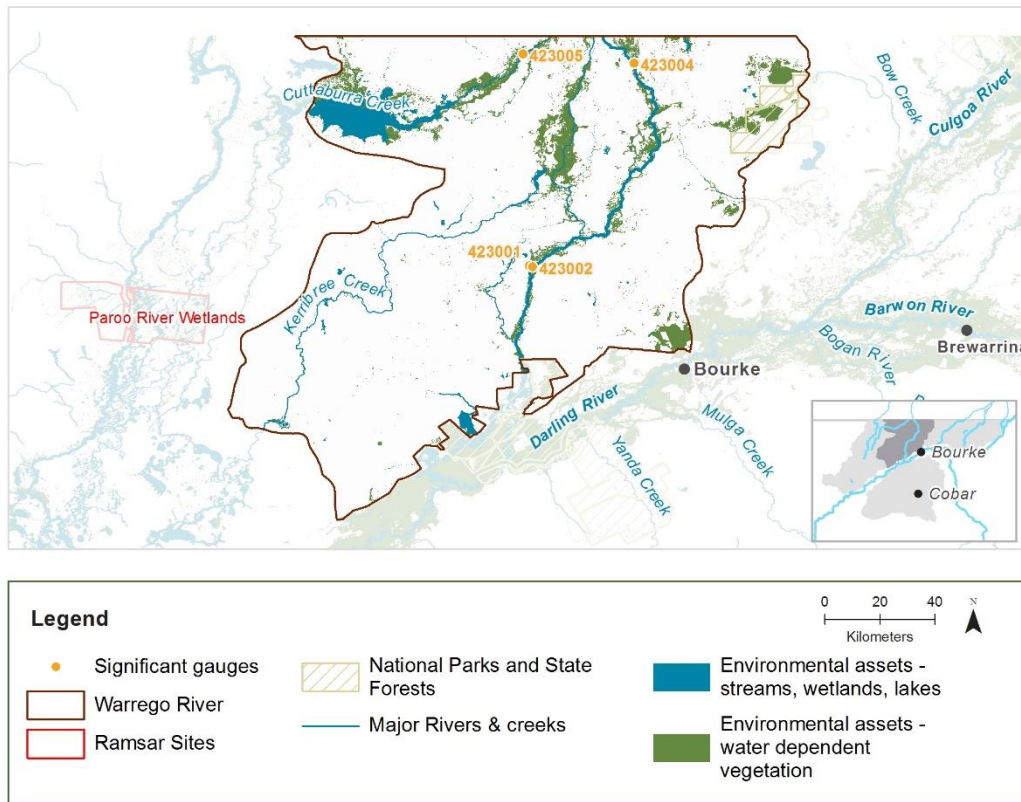 423005
423004
Cuttaburra Creek
Bow Creek
Culgoa River
423001
423002
Kerribree Creek
Paroo River Wetlands
Barwon River
Bogan River
Brewarrina
Bourke
Darling River
Mulga Creek
Yanda Creek
Bourke
Cobar
Legend
0 20 40
Kilometers
N
Significant gauges
Warrego River
Ramsar Sites
National Parks and State
Forests
Major Rivers & creeks
Environmental assets -
streams, wetlands, lakes
Environmental assets -
water dependent
vegetation